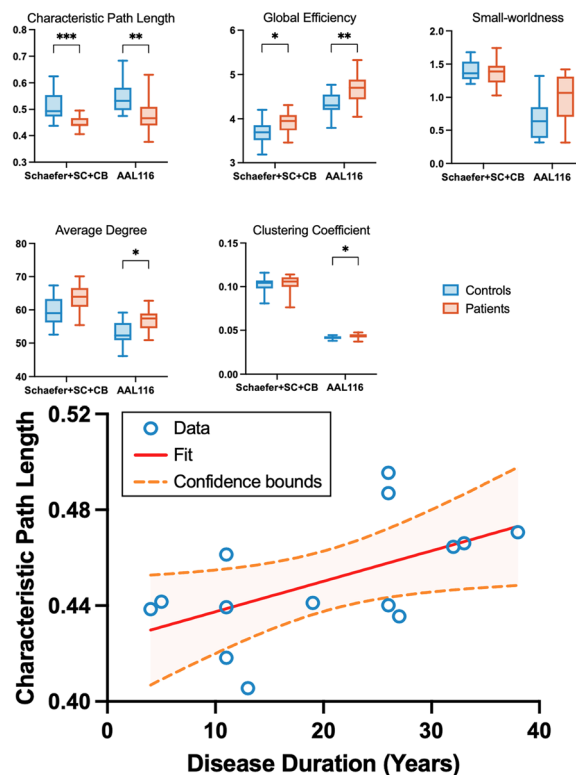 Characteristic Path Length
Global Efficiency
Small-worldness
0.8
0.7
0.6
0.5
0.4
0.3
***
**
Schaefer+SC+CB
AAL116
6
5
4
3
*
**
Schaefer+SC+CB
AAL116
2.0
1.5
1.0
0.5
0.0
Schaefer+SC+CB
AAL116
Average Degree
Clustering Coefficient
80
70
60
50
40
*
Schaefer+SC+CB
AAL116
0.15
0.10
0.05
0.00
*
Schaefer+SC+CB
AAL116
Controls
Patients
Characteristic Path Length
0.52
0.48
0.44
0.40
Data
Fit
Confidence bounds
0
10
20
30
40
Disease Duration (Years)